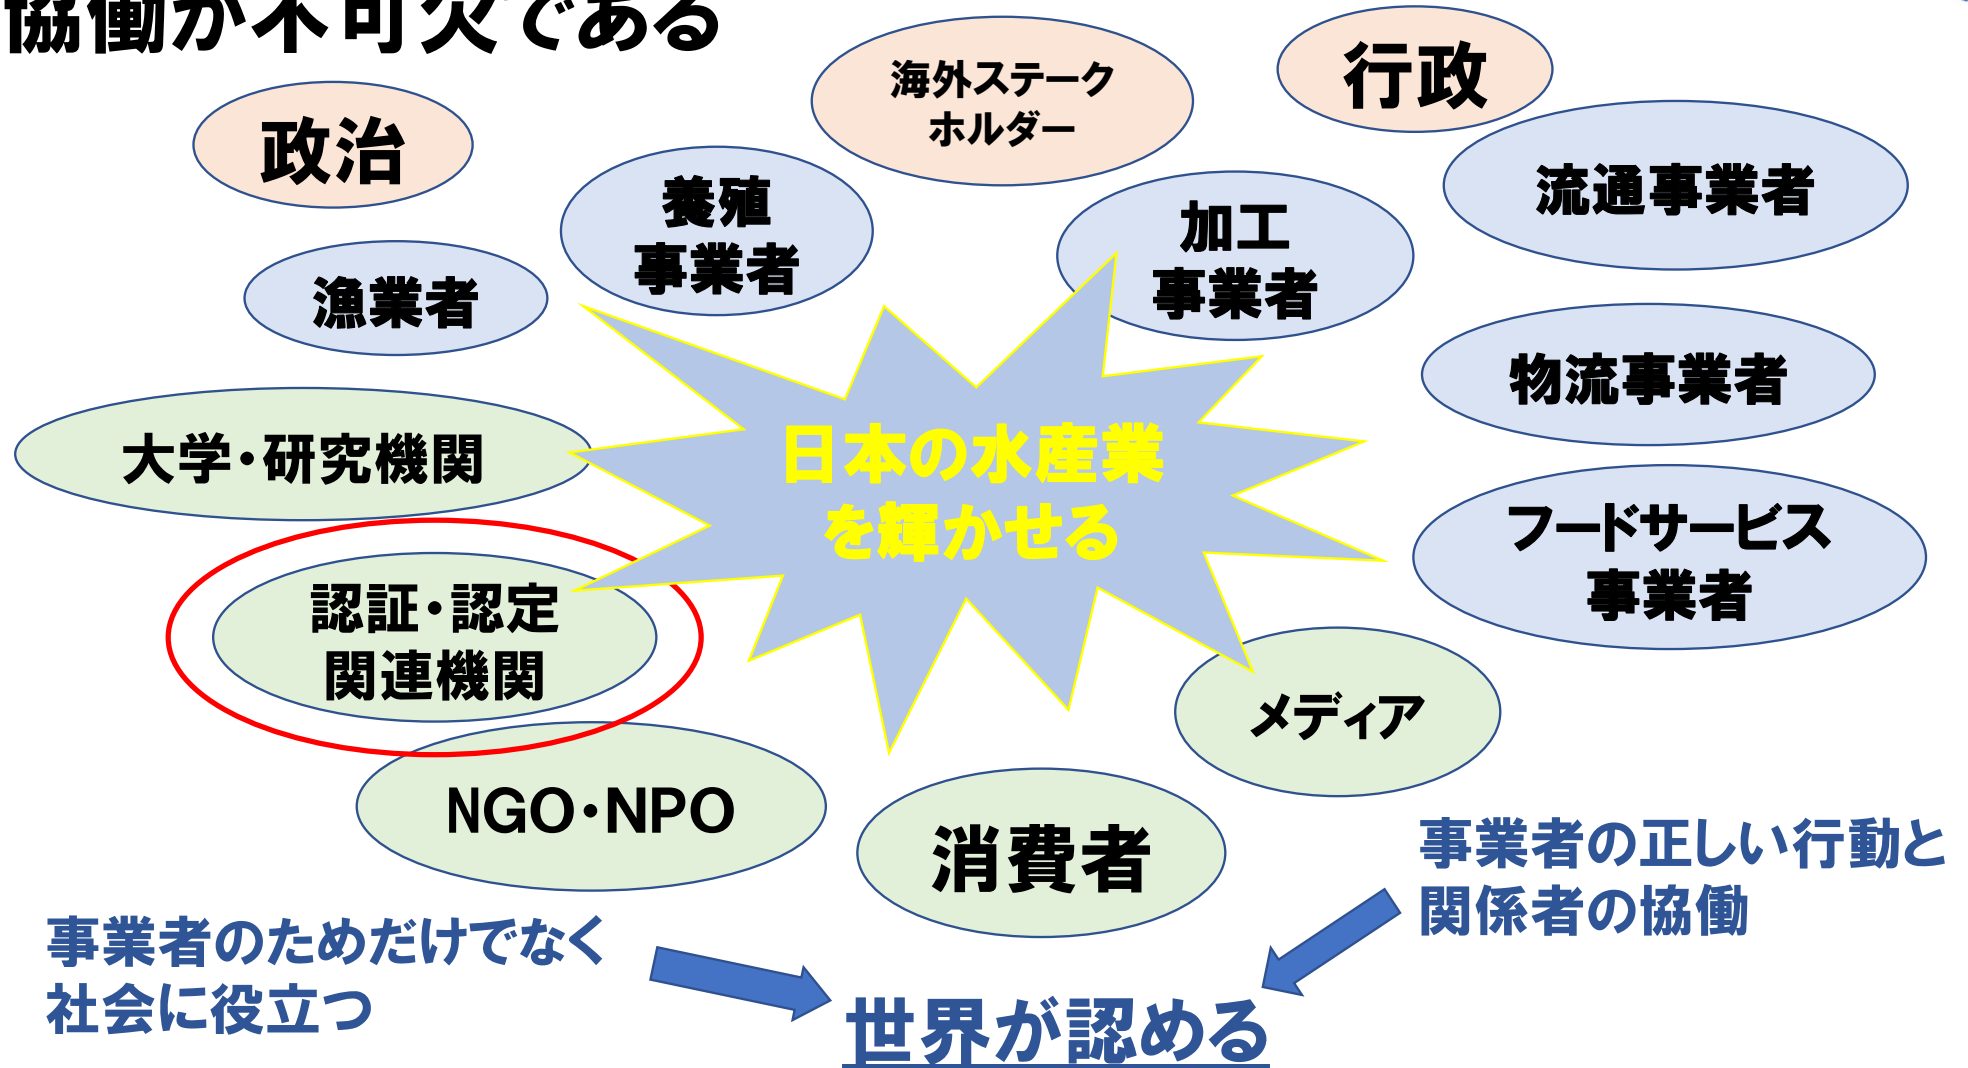 協働が不可欠である
政治
海外ステーク
ホルダー
行政
養殖
事業者
加工
事業者
流通事業者
漁業者
物流事業者
大学・研究機関
日本の水産業
を輝かせる
フードサービス
事業者
認証・認定
関連機関
メディア
NGO・NPO
消費者
事業者の正しい行動と
関係者の協働
事業者のためだけでなく
社会に役立つ
世界が認める